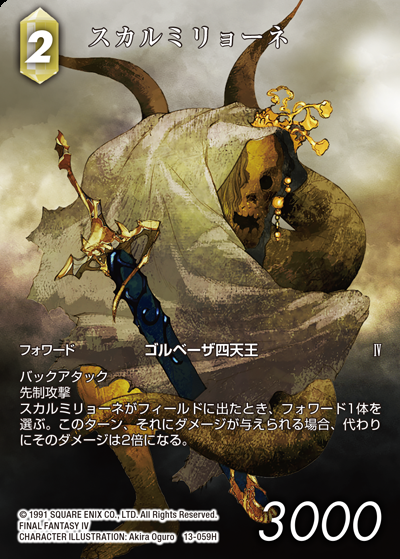 2
スカルミリョーネ
フォワード ゴルベーザ四天王 Ⅳ
バックアタック
先制攻撃
スカルミリョーネがフィールドに出たとき、フォワード1体を
選ぶ。このターン、それにダメージが与えられる場合、代わり
にそのダメージは2倍になる。
© 1991 SQUARE ENIX CO., LTD. All Rights Reserved.
FINAL FANTASY IV
CHARACTER ILLUSTRATION: Akira Oguro 13-059H
3000